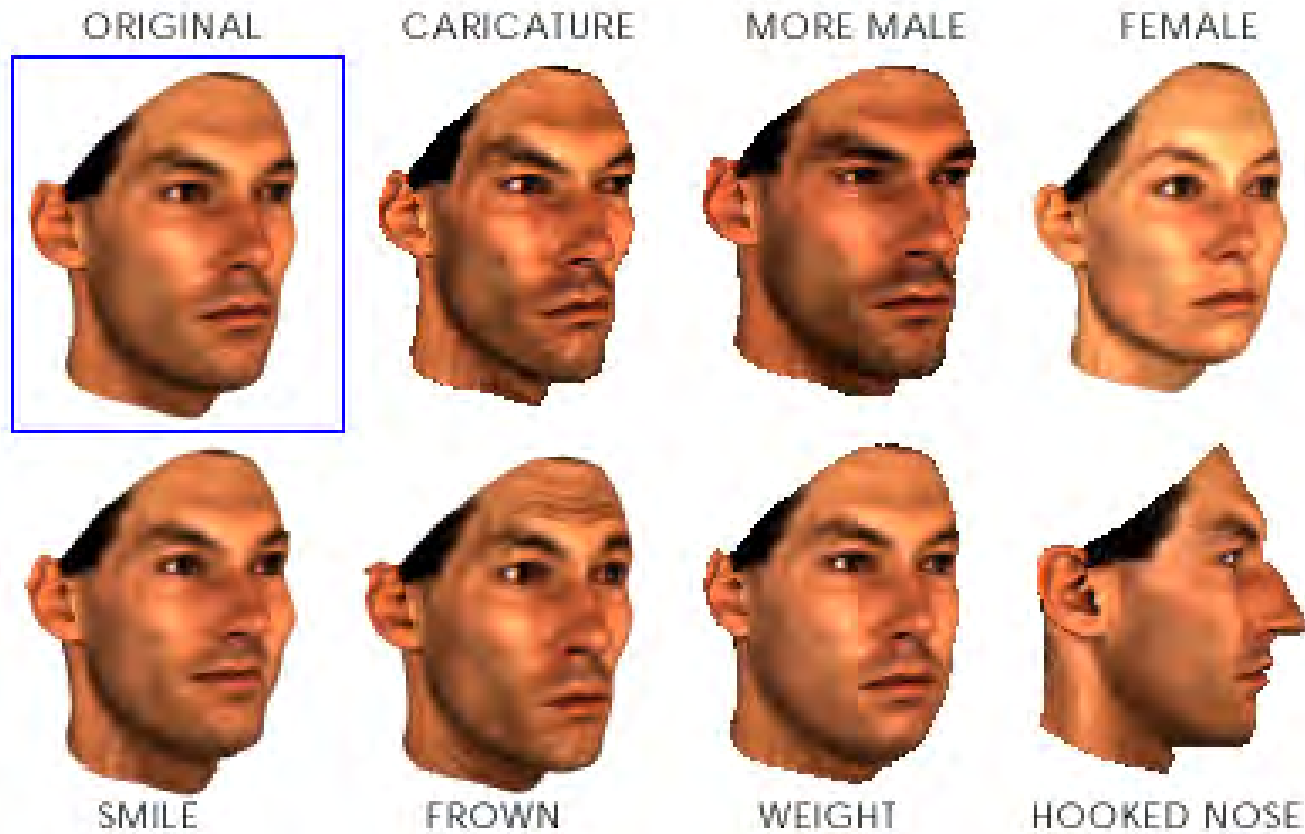 ORIGINAL
CARICATURE
MORE MALE
FEMALE
SMILE
FROWN
WEIGHT
HOOKED NOSE